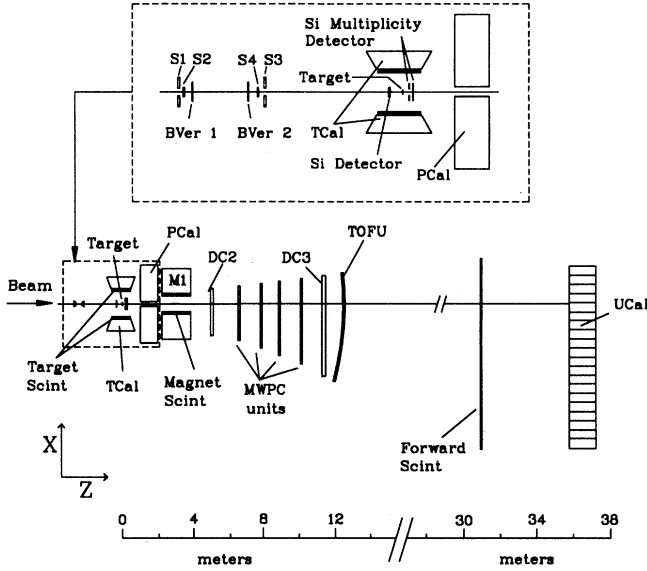 Si Multiplicity
Detector
S1 S2
S4 S3
Target
BVer 1
BVer 2
TCal
Si Detector
PCal
Target
PCal
DC2
DC3
TOFU
Beam
M1
UCal
Target
Scint
TCal
Magnet
Scint
MWPC
units
Forward
Scint
X
Z
0 4 8 12 30 34 38
meters
meters